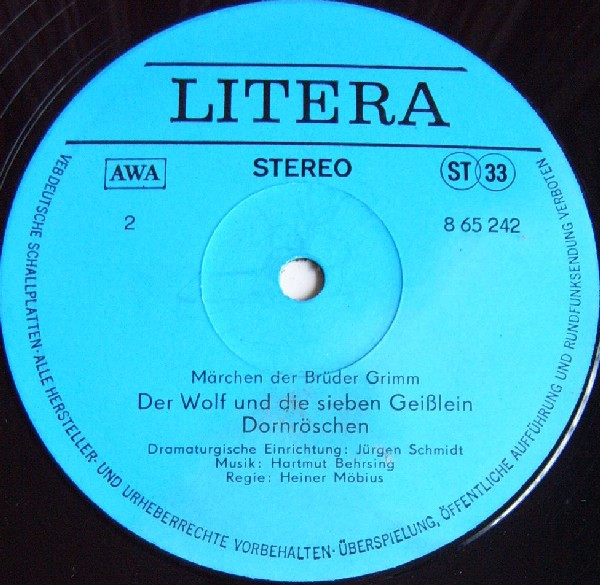 LITERA
AWA
STEREO
ST 33
2
8 65 242
Märchen der Brüder Grimm
Der Wolf und die sieben Geißlein
Dornröschen
Dramaturgische Einrichtung: Jürgen Schmidt
Musik: Hartmut Behrsing
Regie: Heiner Möbius
VEB DEUTSCHE SCHALLPLATTEN · ALLE HERSTELLER- UND URHEBERRECHTE VORBEHALTEN · ÜBERSPIELUNG, ÖFFENTLICHE AUFFÜHRUNG UND RUNDFUNKSENDUNG VERBOTEN